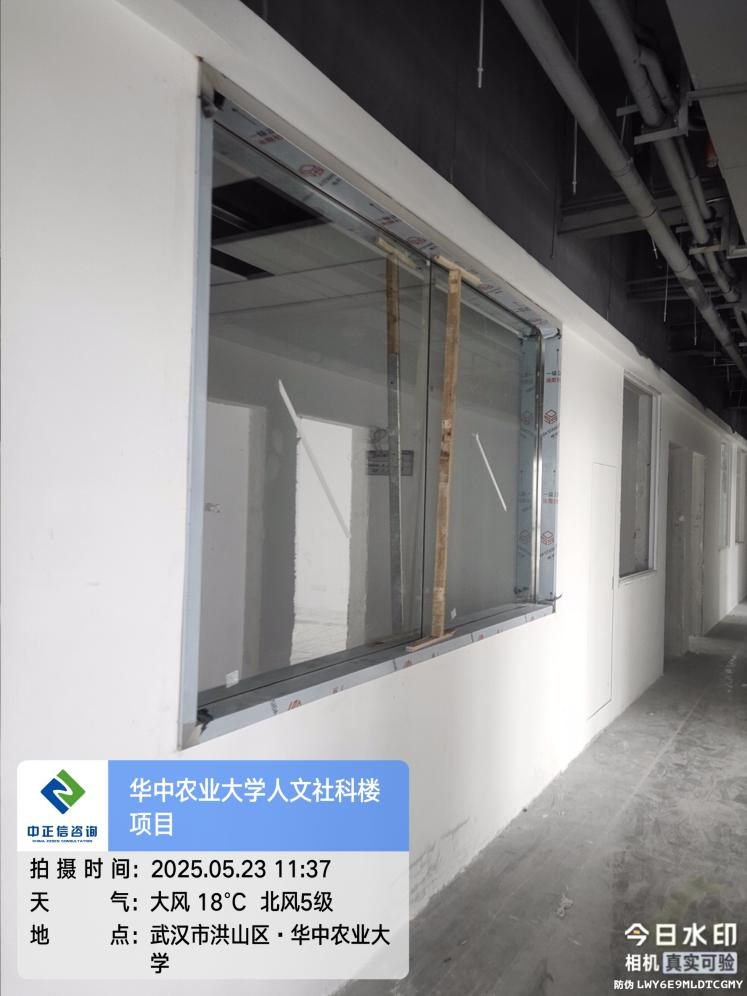 中正信咨询
华中农业大学人文社科楼
项目
拍摄时间：2025.05.23 11:37
天气：大风 18℃ 北风5级
地点：武汉市洪山区·华中农业大
学
今日水印
相机 真实可验
防伪 LWY6E9MLDTCGMY